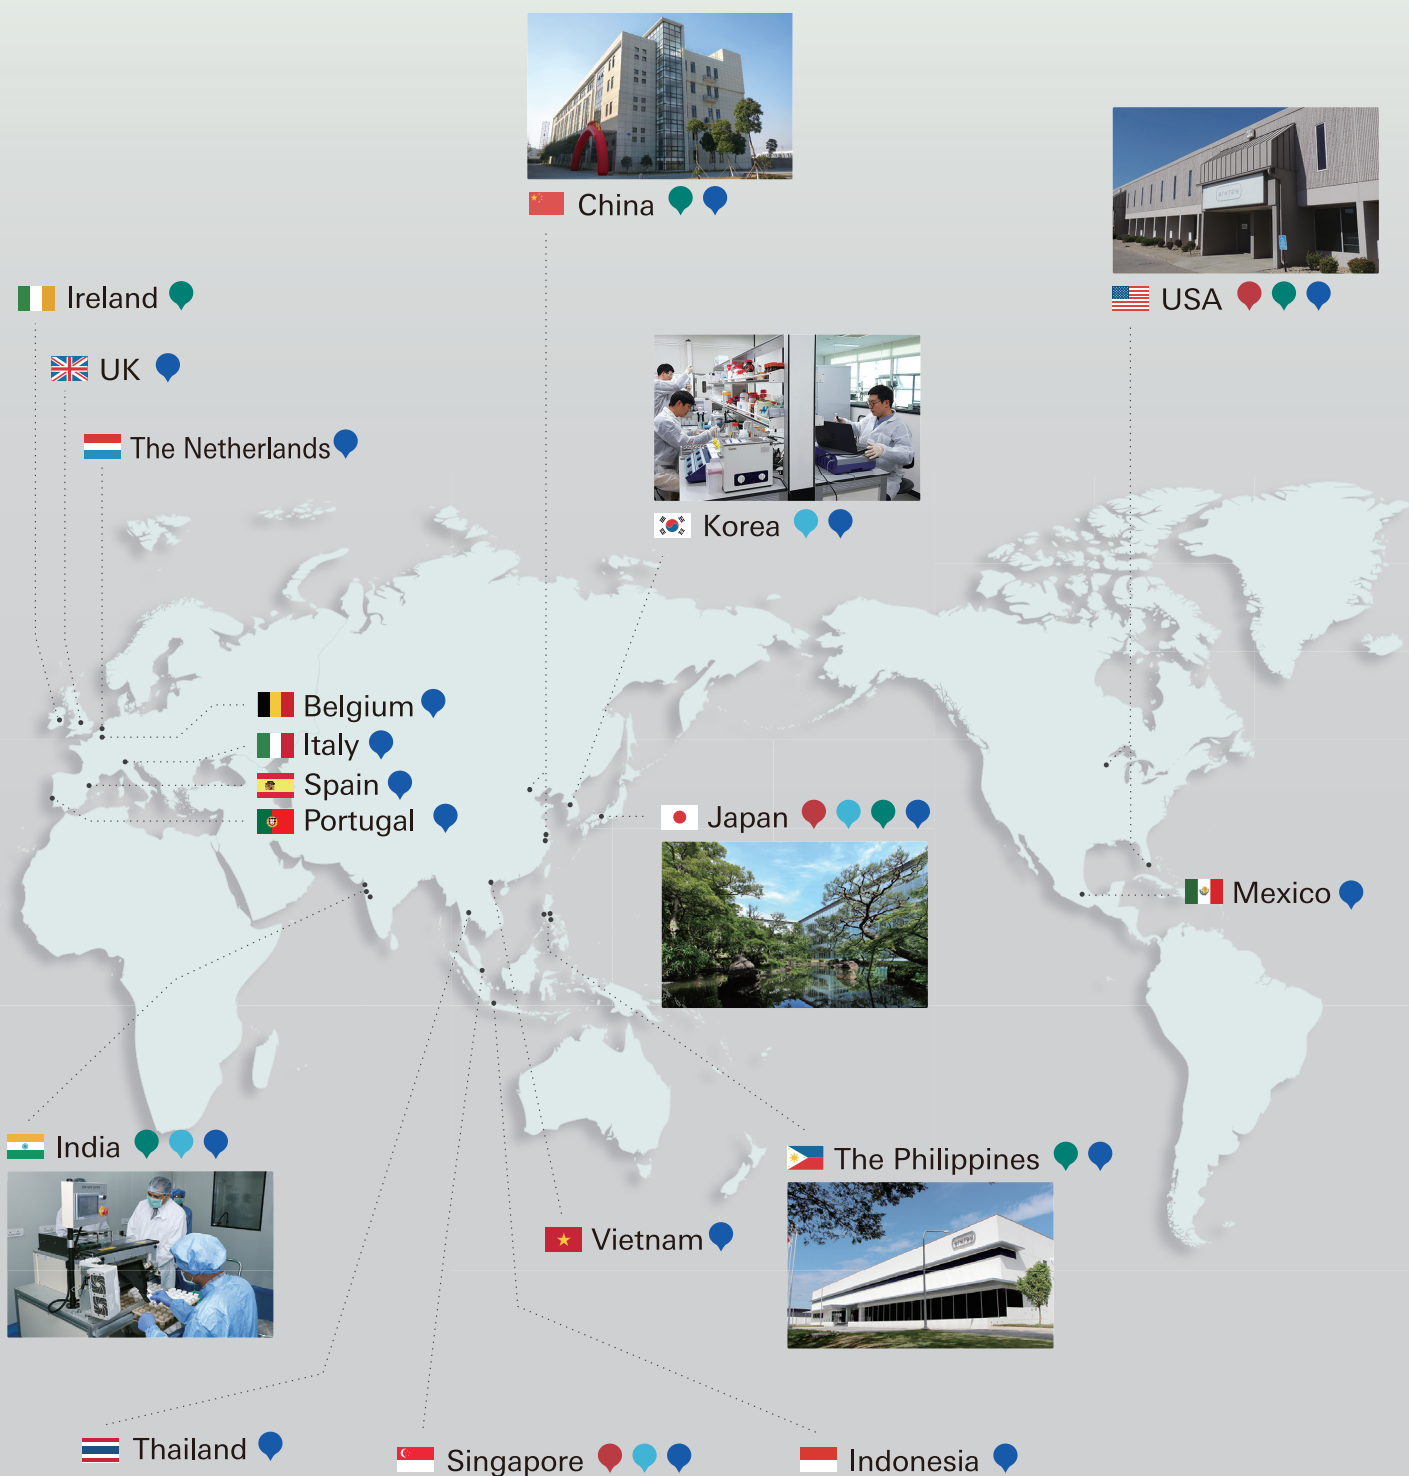 China
USA
Ireland
UK
The Netherlands
Korea
Belgium
Italy
Spain
Portugal
Japan
Mexico
India
The Philippines
Vietnam
Thailand
Singapore
Indonesia